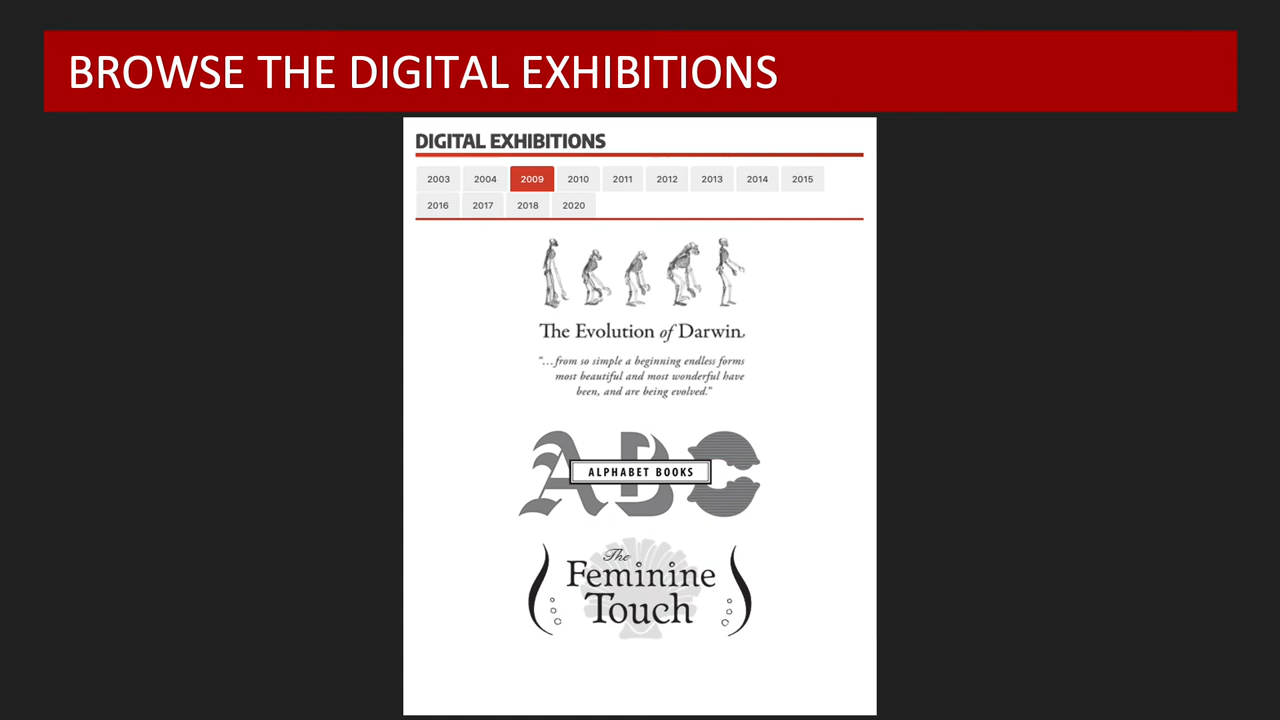 BROWSE THE DIGITAL EXHIBITIONS
DIGITAL EXHIBITIONS
2003 2004 2009 2010 2011 2012 2013 2014 2015
2016 2017 2018 2020
The Evolution of Darwin.
“…from so simple a beginning endless forms
most beautiful and most wonderful have
been, and are being evolved.”
ABC
ALPHABET BOOKS
The
Feminine
Touch